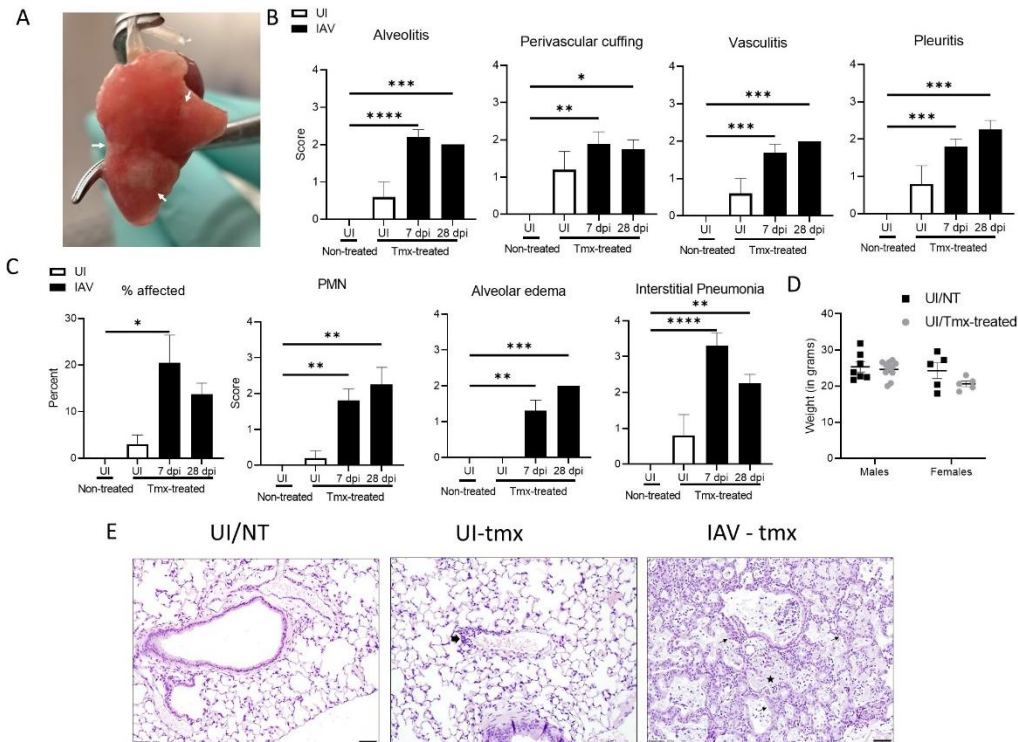 A
B
UI
IAV
Alveolitis
Perivascular cuffing
Vasculitis
Pleuritis
Score
4
3
2
1
0
***
****
UI
UI
7 dpi
28 dpi
Non-treated
Tmx-treated
4
3
2
1
0
*
**
UI
UI
7 dpi
28 dpi
Non-treated
Tmx-treated
4
3
2
1
0
***
***
UI
UI
7 dpi
28 dpi
Non-treated
Tmx-treated
4
3
2
1
0
***
***
UI
UI
7 dpi
28 dpi
Non-treated
Tmx-treated
C
UI
IAV
% affected
PMN
Alveolar edema
Interstitial Pneumonia
Percent
30
20
10
0
*
UI
UI
7 dpi
28 dpi
Non-treated
Tmx-treated
Score
4
3
2
1
0
**
**
UI
UI
7 dpi
28 dpi
Non-treated
Tmx-treated
4
3
2
1
0
***
**
UI
UI
7 dpi
28 dpi
Non-treated
Tmx-treated
4
3
2
1
0
**
****
UI
UI
7 dpi
28 dpi
Non-treated
Tmx-treated
D
UI/NT
UI/Tmx-treated
Weight (in grams)
40
30
20
10
0
Males
Females
E
UI/NT
UI-tmx
IAV - tmx